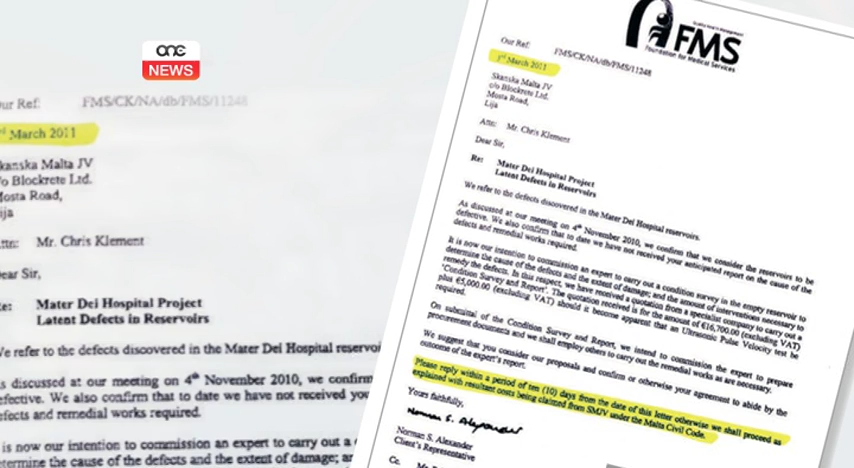 one
NEWS
Our Ref: FMS/CK/NA/db/FMS/11248
March 2011
Skanska Malta JV
c/o Blockrete Ltd.
Mosta Road,
Lija
Attn: Mr. Chris Klement
Dear Sir,
Re: Mater Dei Hospital Project
Latent Defects in Reservoirs
We refer to the defects discovered in the Mater Dei Hospital reservoi
As discussed at our meeting on 4th November 2010, we confirm
defective. We also confirm that to date we have not received you
defects and remedial works required.
It is now our intention to commission an expert to carry out a
determine the cause of the defects and the extent of damage; an
FMS
Foundation for Medical Services
Our Ref: FMS/CK/NA/db/FMS/11248
March 2011
Skanska Malta JV
c/o Blockrete Ltd.
Mosta Road,
Lija
Attn: Mr. Chris Klement
Dear Sir,
Re: Mater Dei Hospital Project
Latent Defects in Reservoirs
We refer to the defects discovered in the Mater Dei Hospital reservoirs.
As discussed at our meeting on 4th November 2010, we confirm that we consider the reservoirs to be
defective. We also confirm that to date we have not received your anticipated report on the cause of the
defects and remedial works required.
It is now our intention to commission an expert to carry out a condition survey in the empty reservoir to
determine the cause of the defects and the extent of damage; and the amount of interventions necessary to
remedy the defects. In this respect, we have received a quotation from a specialist company to carry out a
'Condition Survey and Report'. The quotation received is for the amount of €16,700.00 (excluding VAT)
plus €5,000.00 (excluding VAT) should it become apparent that an Ultrasonic Pulse Velocity test be
required.
On submittal of the Condition Survey and Report, we intend to commission the expert to prepare
procurement documents and we shall employ others to carry out the remedial works as are necessary.
We suggest that you consider our proposals and confirm or otherwise your agreement to abide by the
outcome of the expert's report.
Please reply within a period of ten (10) days from the date of this letter otherwise we shall proceed as
explained with resultant costs being claimed from SMJV under the Malta Civil Code.
Yours faithfully,
Norman S. Alexander
Norman S. Alexander
Client's Representative
Cc.